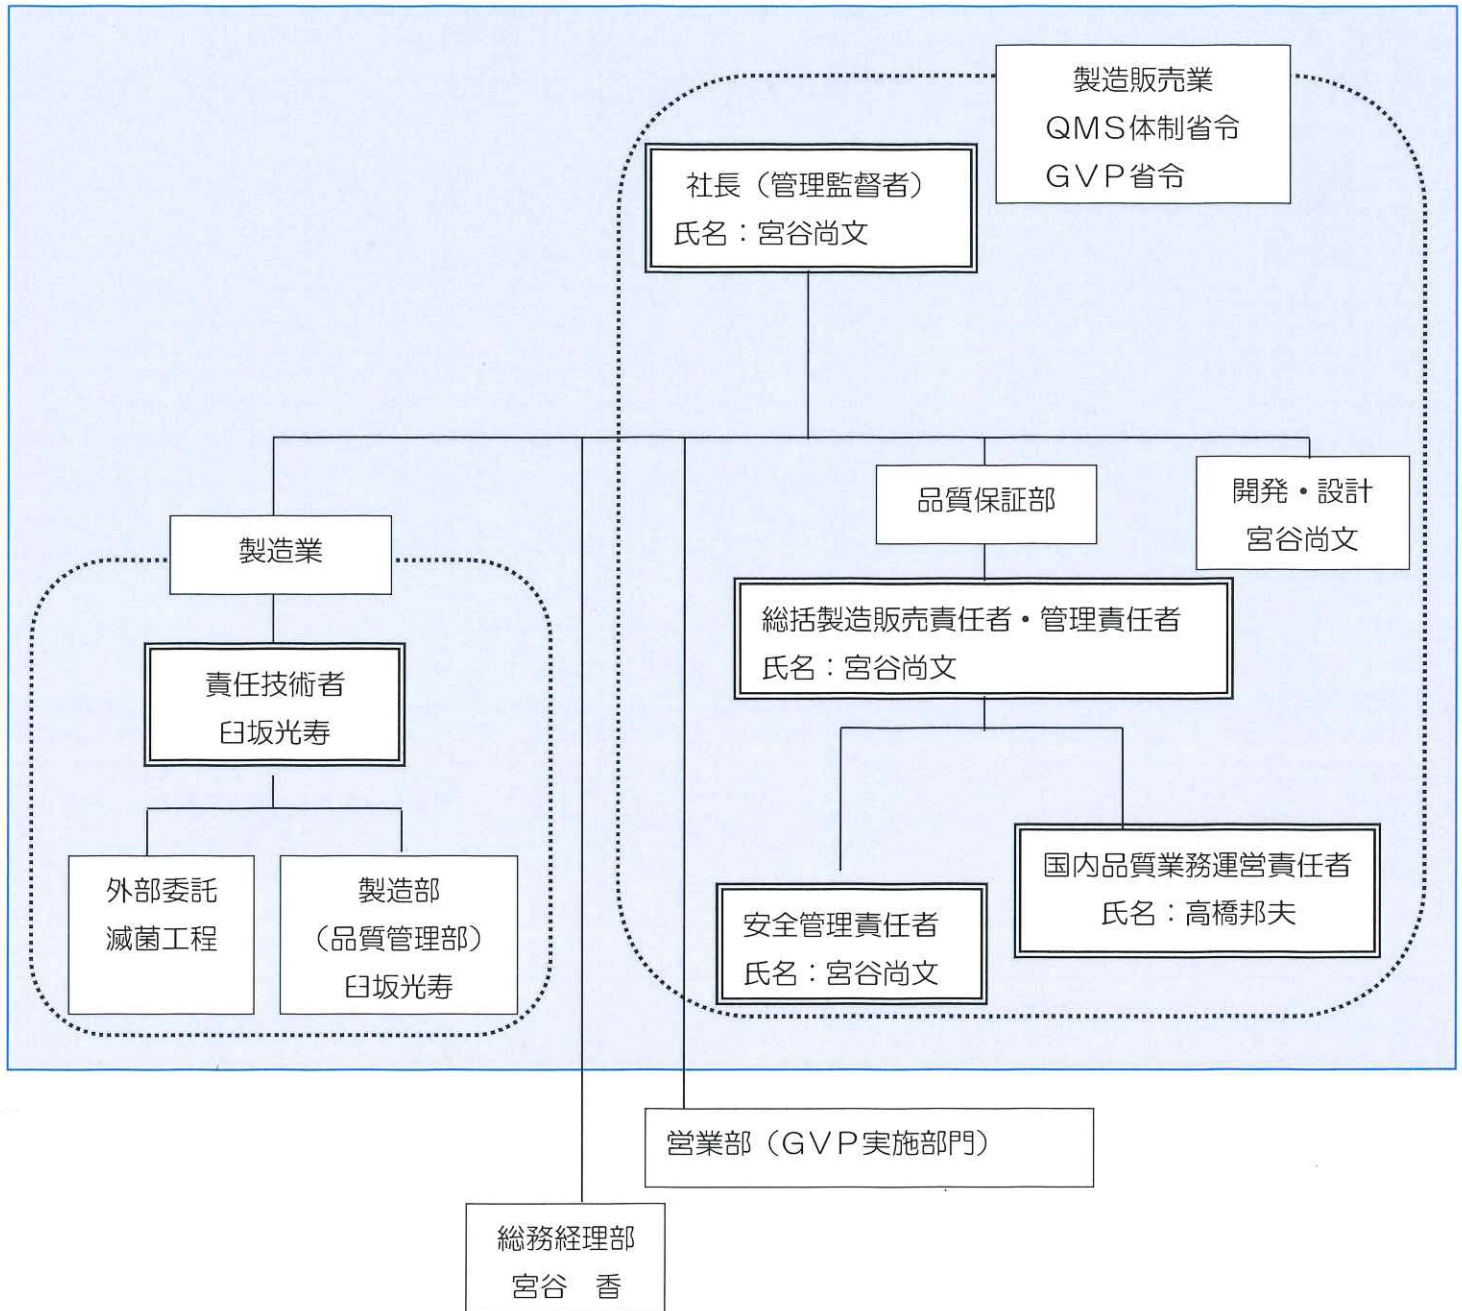 製造販売業
QMS体制省令
GVP省令
社長（管理監督者）
氏名：宮谷尚文
品質保証部
開発・設計
宮谷尚文
製造業
総括製造販売責任者・管理責任者
氏名：宮谷尚文
責任技術者
臼坂光寿
外部委託
滅菌工程
製造部
（品質管理部）
臼坂光寿
安全管理責任者
氏名：宮谷尚文
国内品質業務運営責任者
氏名：高橋邦夫
営業部（GVP実施部門）
総務経理部
宮谷　香